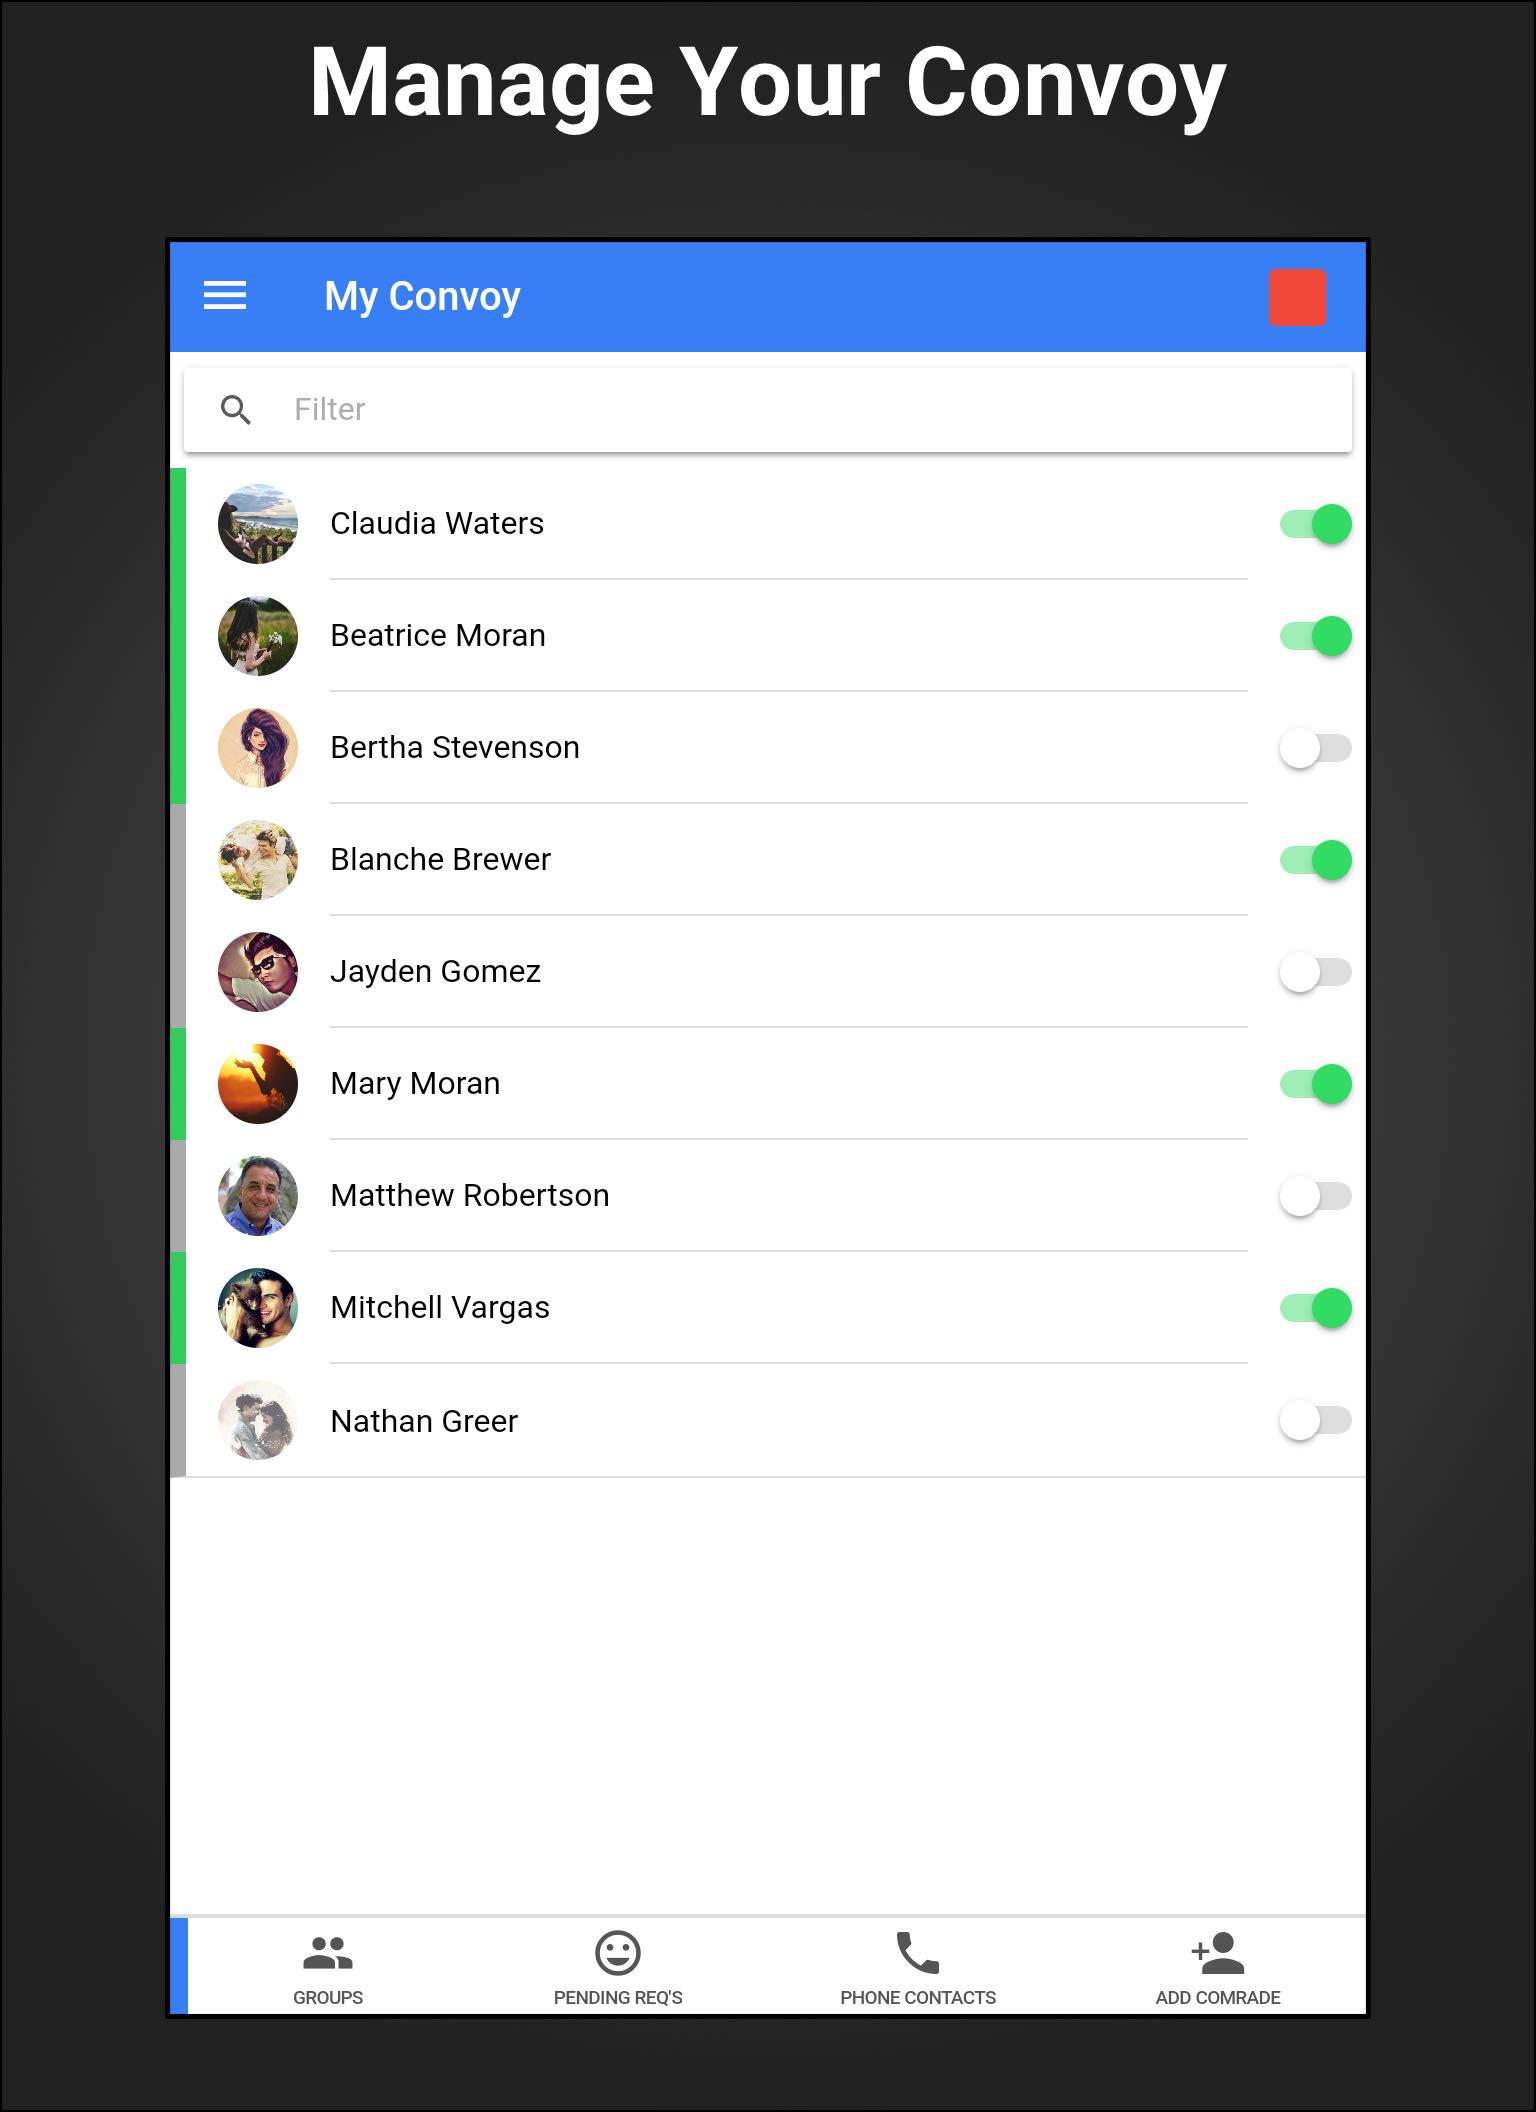 Manage Your Convoy
My Convoy
Filter
Claudia Waters
Beatrice Moran
Bertha Stevenson
Blanche Brewer
Jayden Gomez
Mary Moran
Matthew Robertson
Mitchell Vargas
Nathan Greer
GROUPS
PENDING REQ'S
PHONE CONTACTS
ADD COMRADE